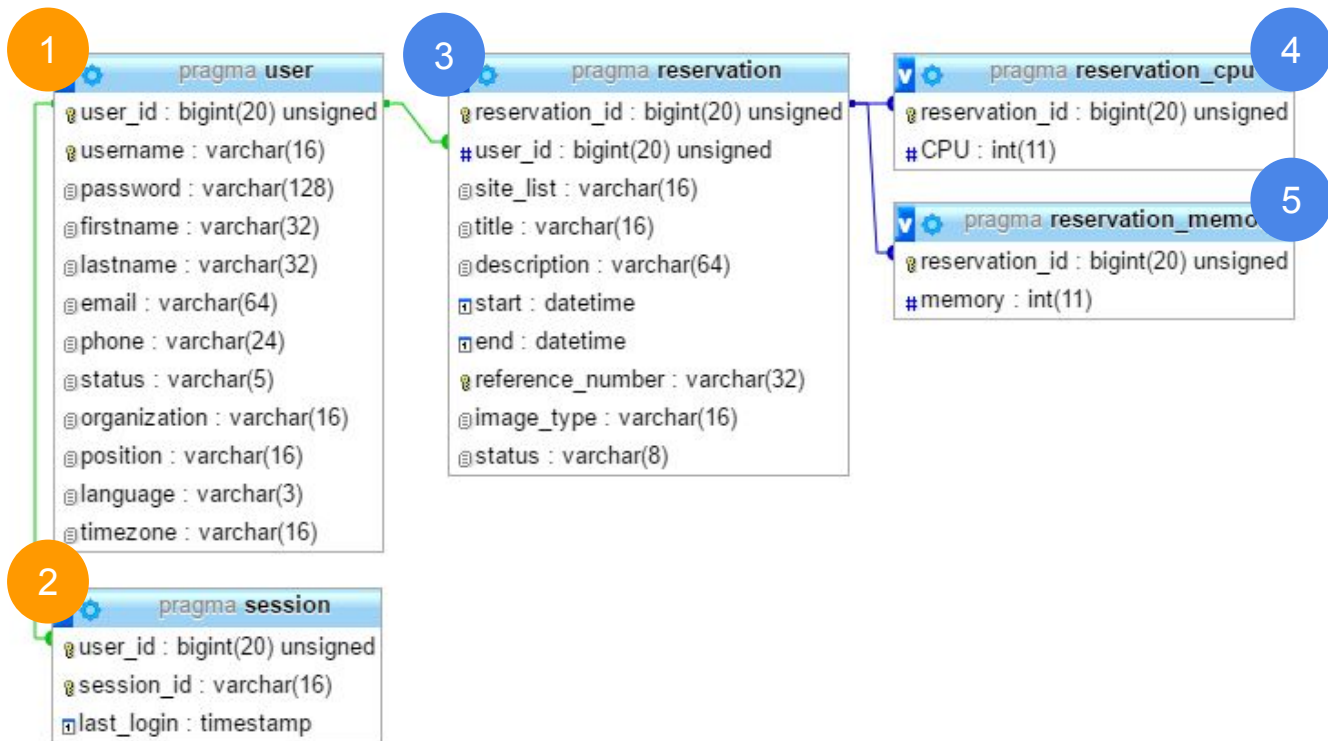 1
pragma user
user_id : bigint(20) unsigned
username : varchar(16)
password : varchar(128)
firstname : varchar(32)
lastname : varchar(32)
email : varchar(64)
phone : varchar(24)
status : varchar(5)
organization : varchar(16)
position : varchar(16)
language : varchar(3)
timezone : varchar(16)
2
pragma session
user_id : bigint(20) unsigned
session_id : varchar(16)
last_login : timestamp
3
pragma reservation
reservation_id : bigint(20) unsigned
# user_id : bigint(20) unsigned
site_list : varchar(16)
title : varchar(16)
description : varchar(64)
start : datetime
end : datetime
reference_number : varchar(32)
image_type : varchar(16)
status : varchar(8)
4
v pragma reservation_cpu
reservation_id : bigint(20) unsigned
# CPU : int(11)
5
v pragma reservation_memo
reservation_id : bigint(20) unsigned
# memory : int(11)